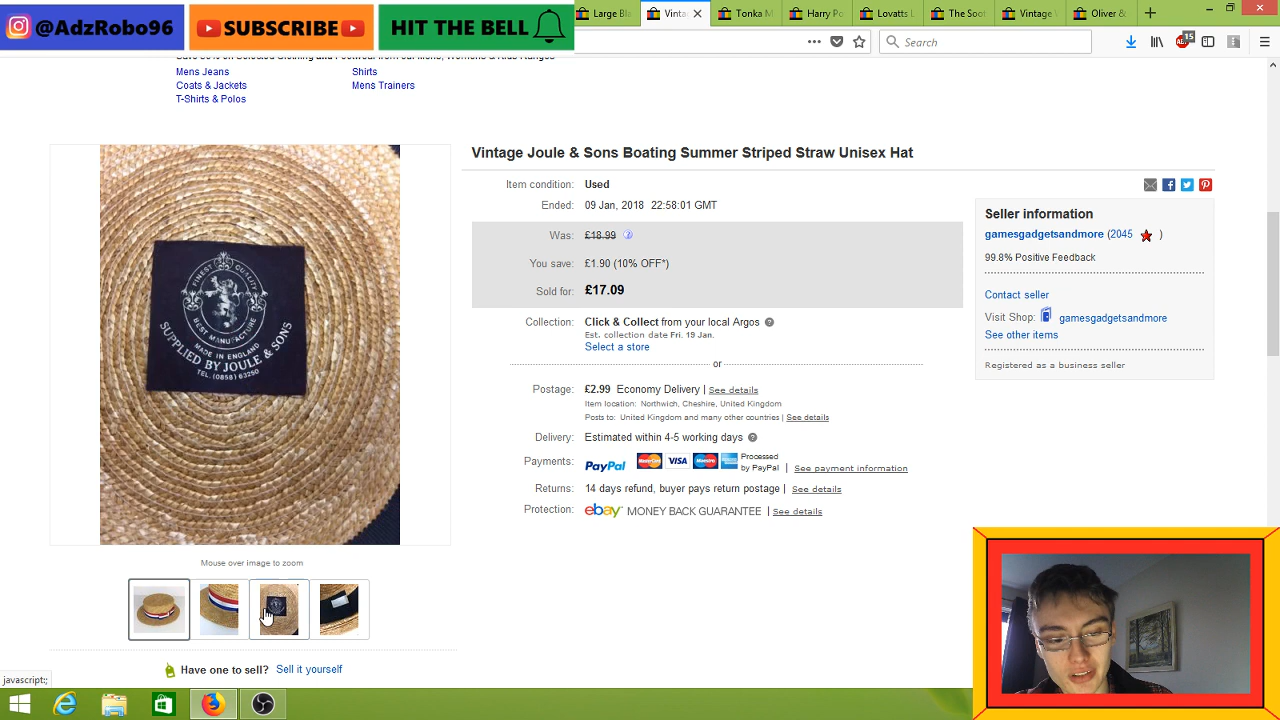 @AdzRobo96
SUBSCRIBE
HIT THE BELL
Large Bla
Vinta
Tonka M
Harry Po
Lovatts L
The Soot
Vintage V
Oliver &
Search
15
Mens Jeans
Shirts
Coats & Jackets
Mens Trainers
T-Shirts & Polos
Vintage Joule & Sons Boating Summer Striped Straw Unisex Hat
Item condition: Used
Ended: 09 Jan, 2018 22:58:01 GMT
Was: £18.99
You save: £1.90 (10% OFF*)
Sold for: £17.09
Collection: Click & Collect from your local Argos
Est. collection date Fri. 19 Jan.
Select a store
or
Postage: £2.99 Economy Delivery | See details
Item location: Northwich, Cheshire, United Kingdom
Posts to: United Kingdom and many other countries | See details
Delivery: Estimated within 4-5 working days
Payments: PayPal MasterCard VISA Maestro Processed by PayPal | See payment information
Returns: 14 days refund, buyer pays return postage | See details
Protection: ebay MONEY BACK GUARANTEE | See details
Seller information
gamesgadgetsandmore (2045 )
99.8% Positive Feedback
Contact seller
Visit Shop: gamesgadgetsandmore
See other items
Registered as a business seller
FINEST QUALITY
BEST MANUFACTURE
MADE IN ENGLAND
SUPPLIED BY JOULE & SONS
TEL. (0858) 63250
Mouse over image to zoom
Have one to sell? Sell it yourself
javascript:;